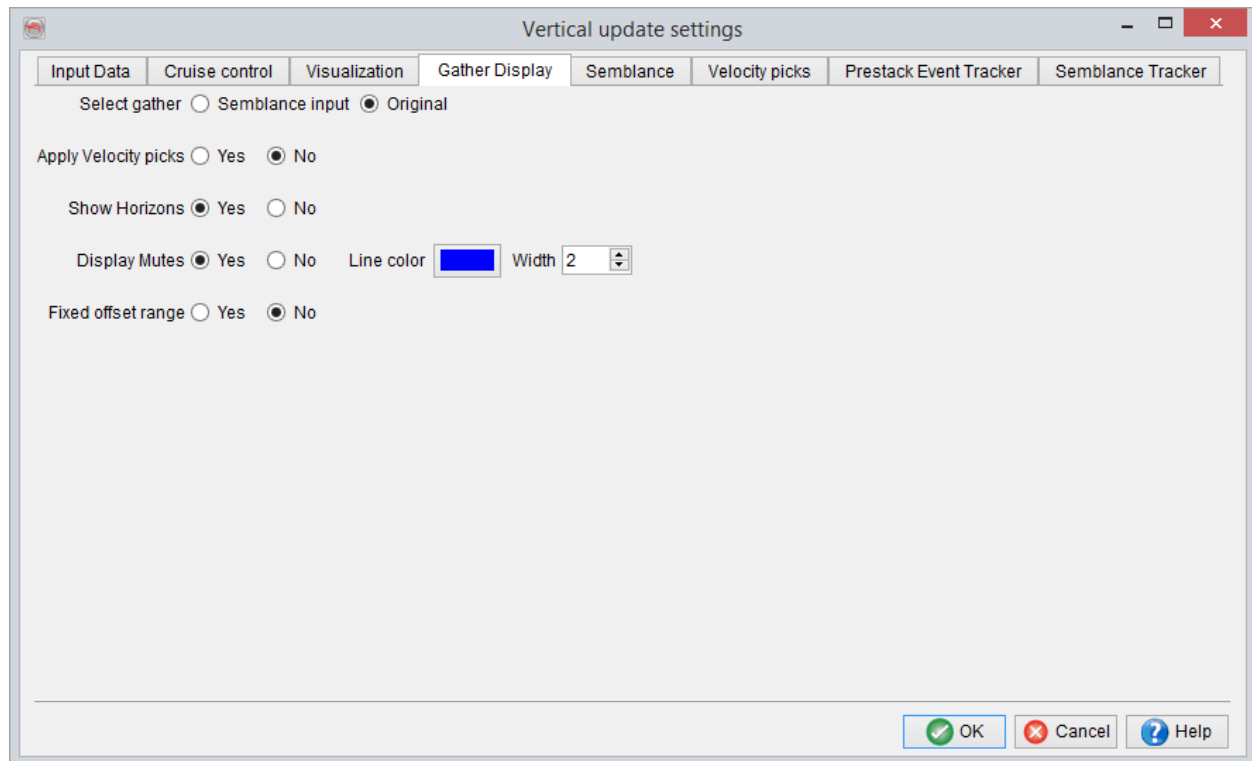 Vertical update settings
Input Data Cruise control Visualization Gather Display Semblance Velocity picks Prestack Event Tracker Semblance Tracker
Select gather Semblance input Original
Apply Velocity picks Yes No
Show Horizons Yes No
Display Mutes Yes No Line color Width 2
Fixed offset range Yes No
OK Cancel Help